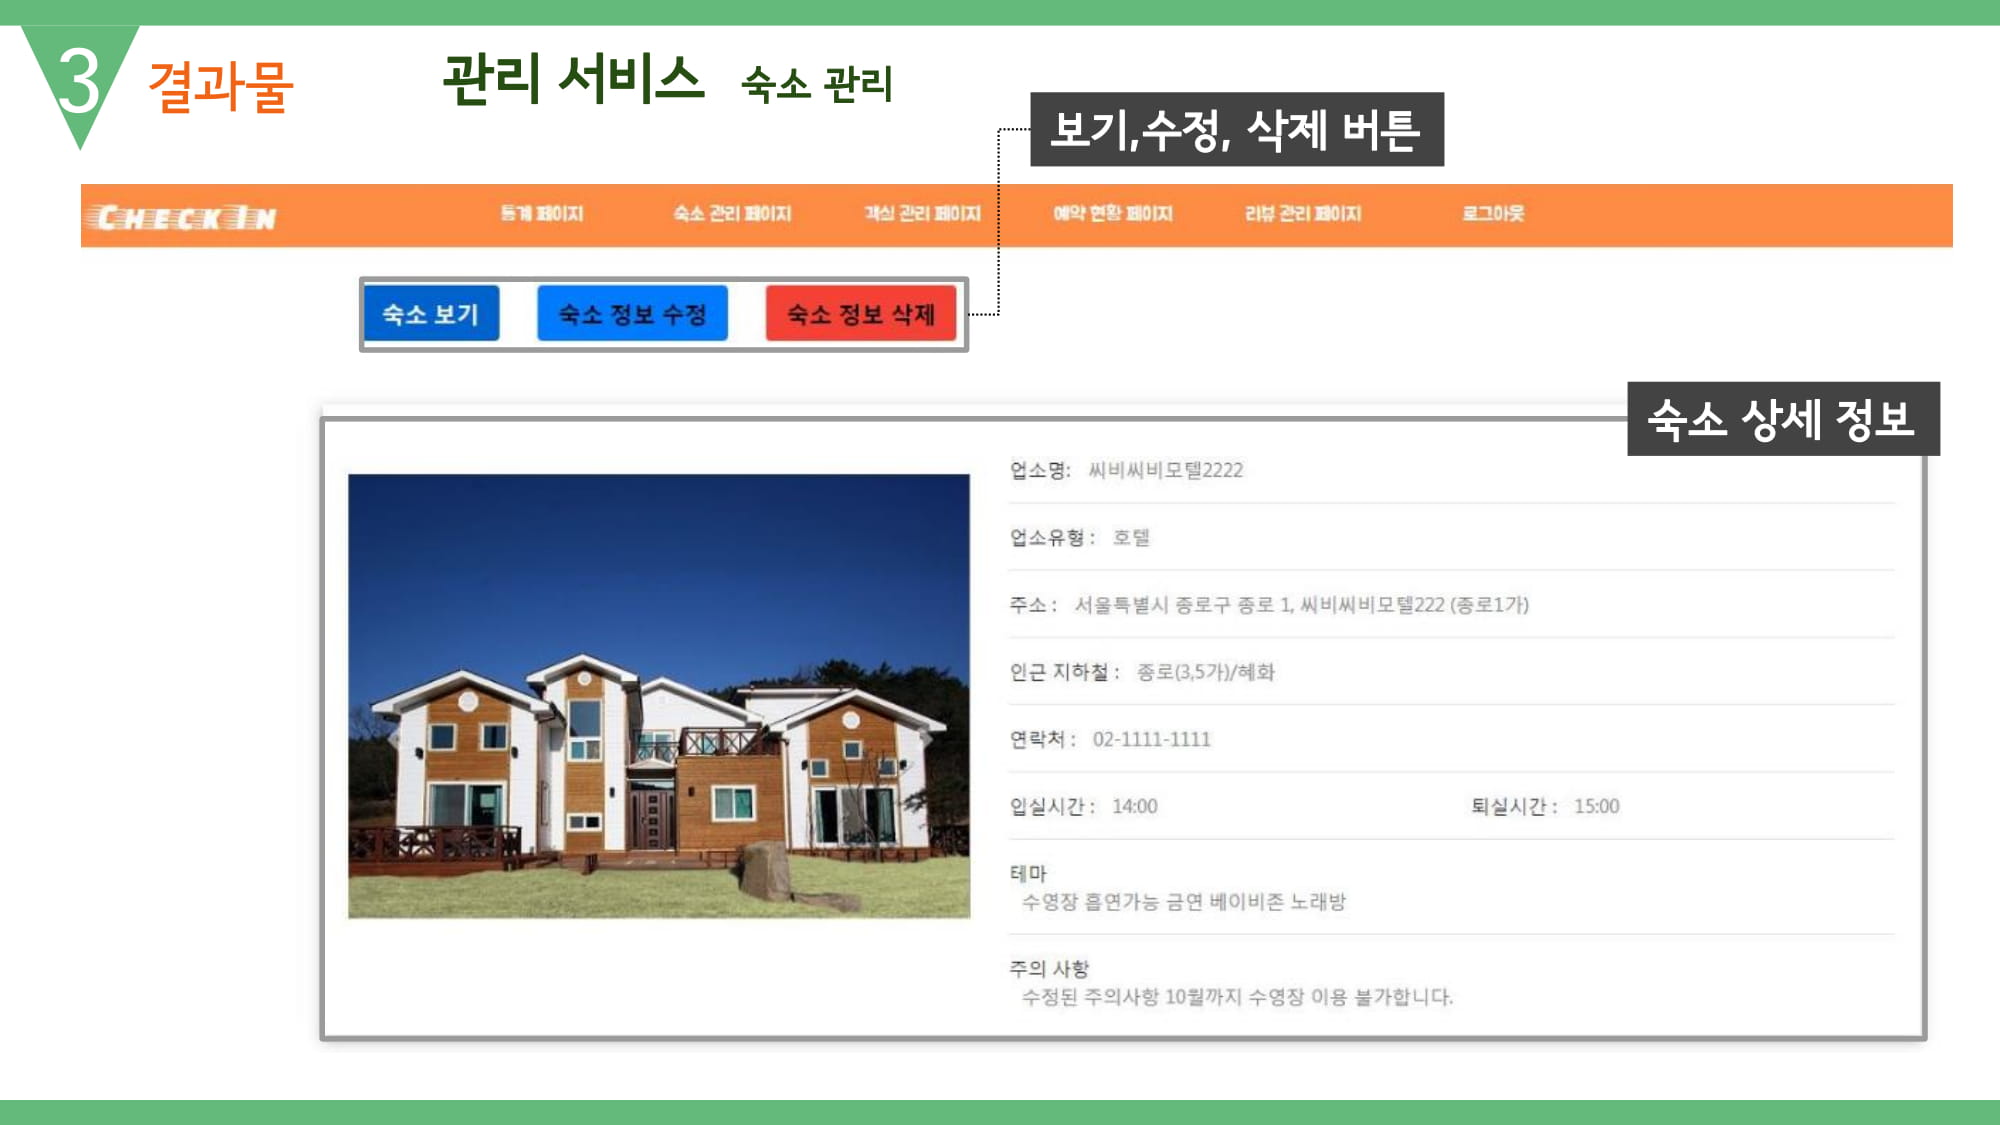 3
결과물
관리 서비스 숙소 관리
보기,수정, 삭제 버튼
CHECKIN 통계 페이지 숙소 관리 페이지 객실 관리 페이지 예약 현황 페이지 리뷰 관리 페이지 로그아웃
숙소 보기 숙소 정보 수정 숙소 정보 삭제
숙소 상세 정보
업소명: 씨비씨비모텔2222
업소유형 : 호텔
주소 : 서울특별시 종로구 종로 1, 씨비씨비모텔222 (종로1가)
인근 지하철 : 종로(3,5가)/혜화
연락처 : 02-1111-1111
입실시간 : 14:00 퇴실시간 : 15:00
테마
수영장 흡연가능 금연 베이비존 노래방
주의 사항
수정된 주의사항 10월까지 수영장 이용 불가합니다.